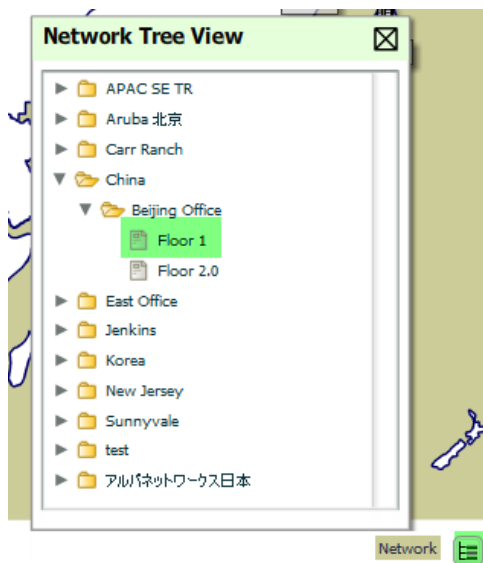 Network Tree View
APAC SE TR
Aruba 北京
Carr Ranch
China
Beijing Office
Floor 1
Floor 2.0
East Office
Jenkins
Korea
New Jersey
Sunnyvale
test
アルバネットワークス日本
Network